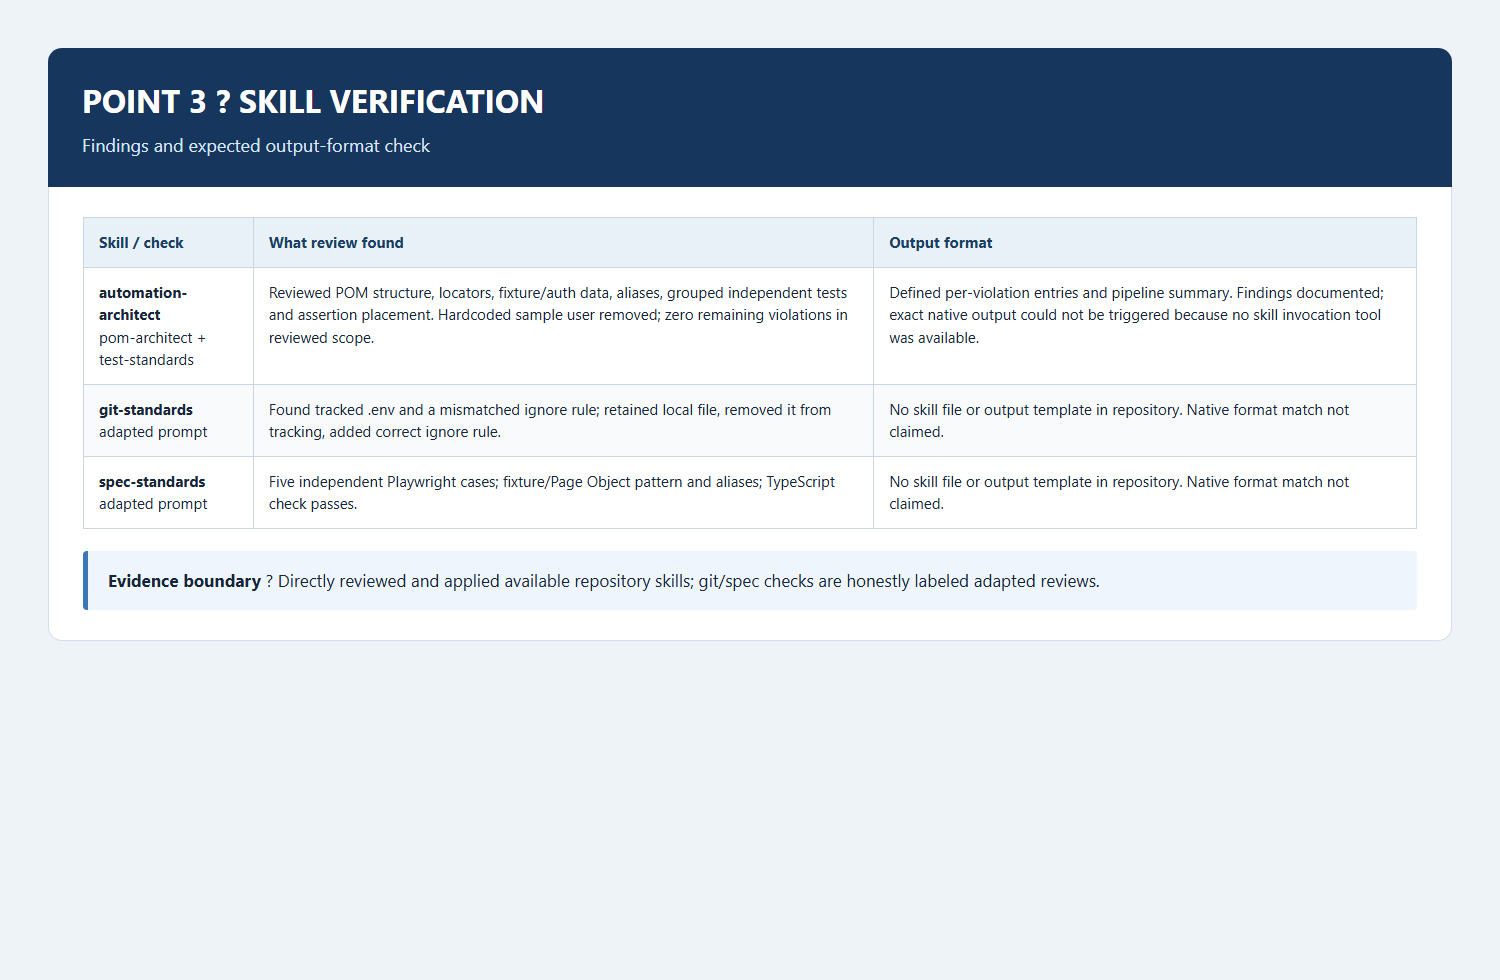 POINT 3 ? SKILL VERIFICATION
Findings and expected output-format check
Skill / check
What review found
Output format
automation-
architect
pom-architect +
test-standards
Reviewed POM structure, locators, fixture/auth data, aliases, grouped independent tests
and assertion placement. Hardcoded sample user removed; zero remaining violations in
reviewed scope.
Defined per-violation entries and pipeline summary. Findings documented;
exact native output could not be triggered because no skill invocation tool
was available.
git-standards
adapted prompt
Found tracked .env and a mismatched ignore rule; retained local file, removed it from
tracking, added correct ignore rule.
No skill file or output template in repository. Native format match not
claimed.
spec-standards
adapted prompt
Five independent Playwright cases; fixture/Page Object pattern and aliases; TypeScript
check passes.
No skill file or output template in repository. Native format match not
claimed.
Evidence boundary ? Directly reviewed and applied available repository skills; git/spec checks are honestly labeled adapted reviews.